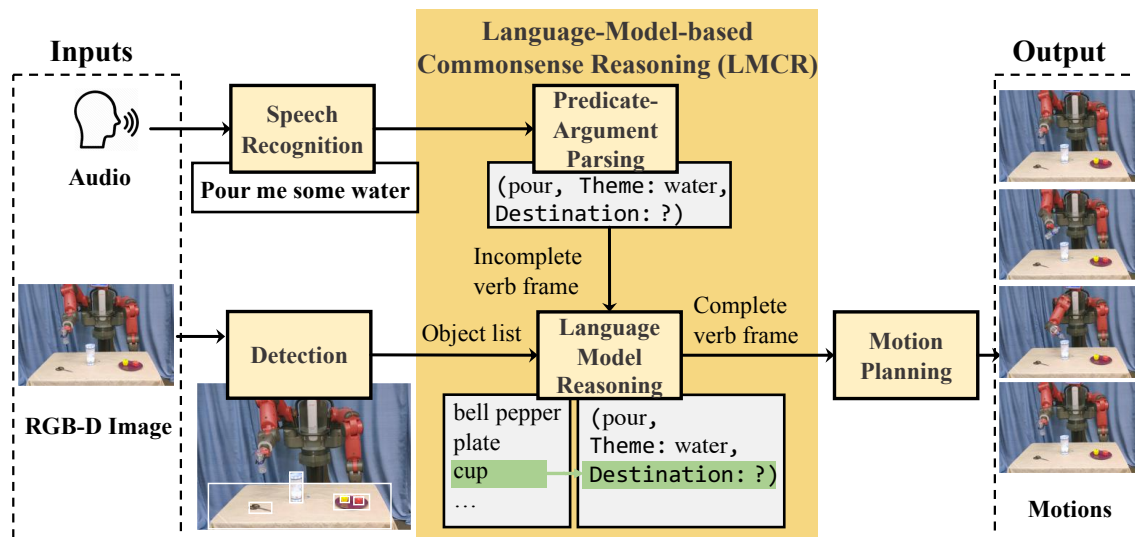 Inputs
Language-Model-based
Commonsense Reasoning (LMCR)
Output
Audio
Speech
Recognition
Pour me some water
Predicate-
Argument
Parsing
(pour, Theme: water,
Destination: ?)
Incomplete
verb frame
RGB-D Image
Detection
Object list
Language
Model
Reasoning
Complete
verb frame
Motion
Planning
bell pepper
plate
cup
…
(pour,
Theme: water,
Destination: ?)
Motions